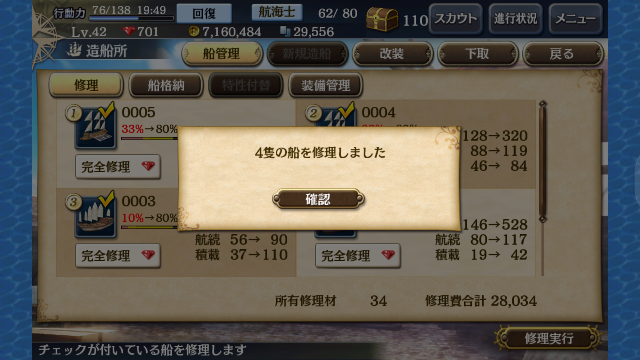 行動力 76/138 19:49 回復 航海士 62/ 80 110 スカウト 進行状況 メニュー
Lv.42 701 7,160,484 29,556
造船所 船管理 新規造船 改装 下取 戻る
修理 船格納 特性付替 装備管理
1 0005 2 0004
33%→80%
128→320
88→119
46→ 84
完全修理
4隻の船を修理しました
確認
3 0003
10%→80%
146→528
航続 56→ 90 航続 80→117
積載 37→110 積載 19→ 42
完全修理 完全修理
所有修理材 34 修理費合計 28,034
修理実行
チェックが付いている船を修理します